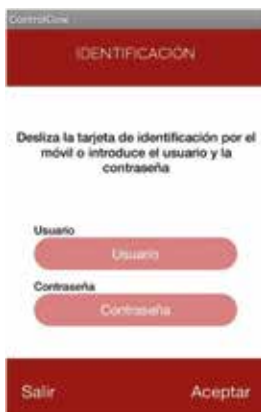 ControlCow
IDENTIFICACIÓN
Desliza la tarjeta de identificación por el
móvil o introduce el usuario y la
contraseña
Usuario
Usuario
Contraseña
Contraseña
Salir
Aceptar